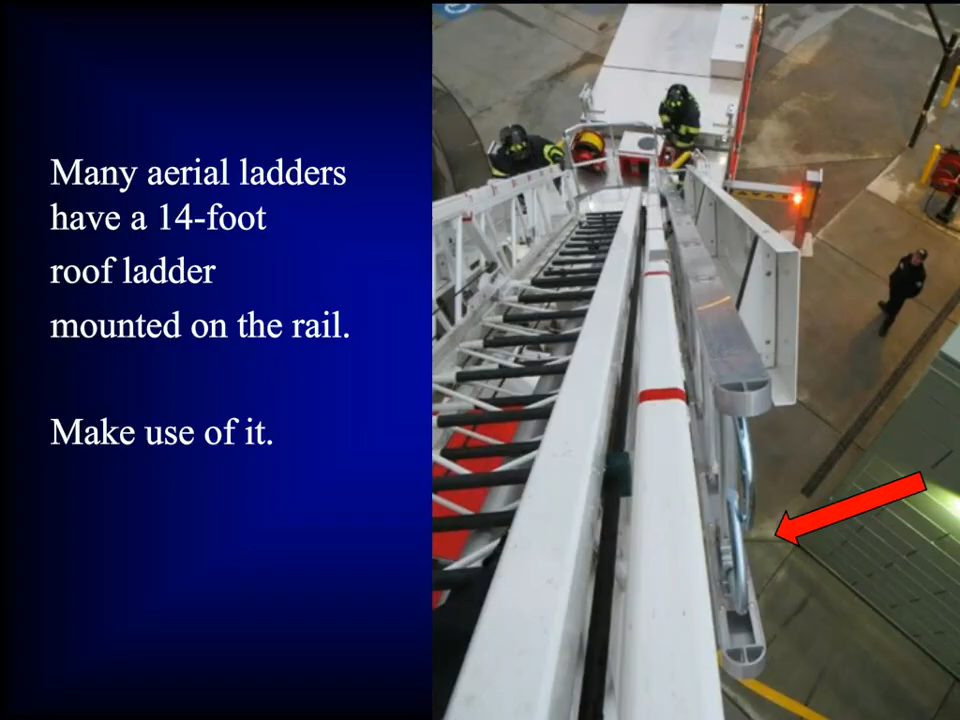 Many aerial ladders
have a 14-foot
roof ladder
mounted on the rail.
Make use of it.